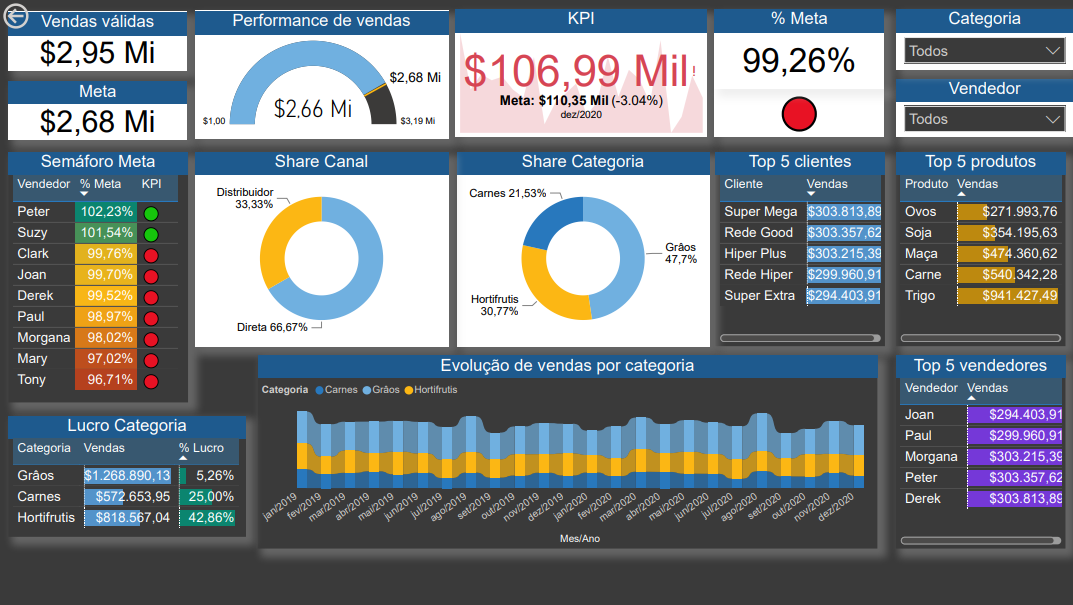 Vendas válidas
$2,95 Mi
Meta
$2,68 Mi
Performance de vendas
$2,68 Mi
$2,66 Mi
$1,00
$3,19 Mi
KPI
$106,99 Mil!
Meta: $110,35 Mil (-3.04%)
dez/2020
% Meta
99,26%
Categoria
Todos
Vendedor
Todos
Semáforo Meta
Vendedor % Meta KPI
Peter 102,23%
Suzy 101,54%
Clark 99,76%
Joan 99,70%
Derek 99,52%
Paul 98,97%
Morgana 98,02%
Mary 97,02%
Tony 96,71%
Share Canal
Distribuidor
33,33%
Direta 66,67%
Share Categoria
Carnes 21,53%
Grãos
47,7%
Hortifrutis
30,77%
Top 5 clientes
Cliente Vendas
Super Mega $303.813,89
Rede Good $303.357,62
Hiper Plus $303.215,39
Rede Hiper $299.960,91
Super Extra $294.403,91
Top 5 produtos
Produto Vendas
Ovos $271.993,76
Soja $354.195,63
Maça $474.360,62
Carne $540.342,28
Trigo $941.427,49
Lucro Categoria
Categoria Vendas % Lucro
Grãos $1.268.890,13 5,26%
Carnes $572.653,95 25,00%
Hortifrutis $818.567,04 42,86%
Evolução de vendas por categoria
Categoria Carnes Grãos Hortifrutis
jan/2019 fev/2019 mar/2019 abr/2019 mai/2019 jun/2019 jul/2019 ago/2019 set/2019 out/2019 nov/2019 dez/2019 jan/2020 fev/2020 mar/2020 abr/2020 mai/2020 jun/2020 jul/2020 ago/2020 set/2020 out/2020 nov/2020 dez/2020
Mes/Ano
Top 5 vendedores
Vendedor Vendas
Joan $294.403,91
Paul $299.960,91
Morgana $303.215,39
Peter $303.357,62
Derek $303.813,89